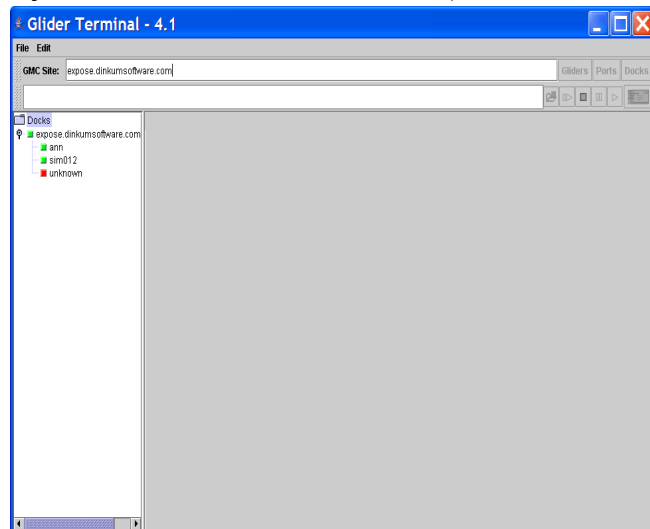 Glider Terminal - 4.1
File Edit
GMC Site: expose.dinkumsoftware.com Gliders Ports Docks
Docks
expose.dinkumsoftware.com
ann
sim012
unknown